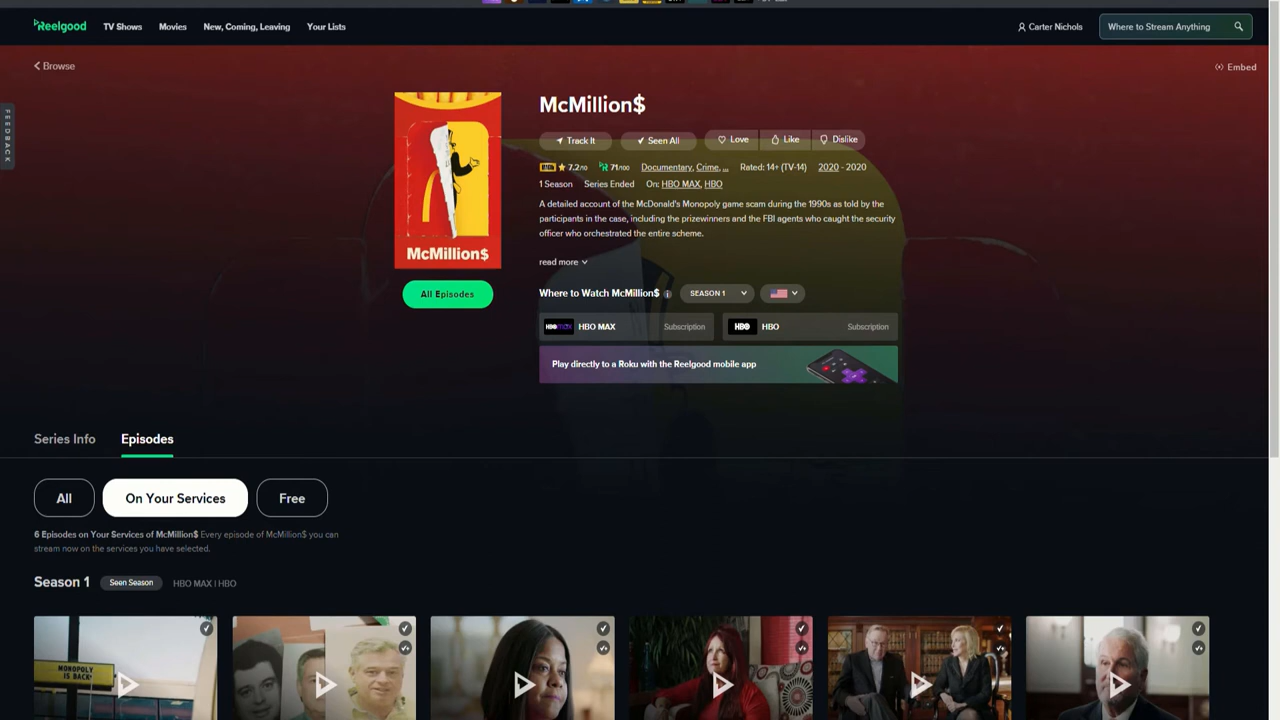 Reelgood
TV Shows
Movies
New, Coming, Leaving
Your Lists
Carter Nichols
Where to Stream Anything
Browse
Embed
FEEDBACK
McMillion$
Track It
Seen All
Love
Like
Dislike
7.2/10
71/100
Documentary, Crime, ...
Rated: 14+ (TV-14)
2020 - 2020
1 Season
Series Ended
On: HBO MAX, HBO
A detailed account of the McDonald's Monopoly game scam during the 1990s as told by the
participants in the case, including the prizewinners and the FBI agents who caught the security
officer who orchestrated the entire scheme.
McMillion$
read more
All Episodes
Where to Watch McMillion$
SEASON 1
HBO MAX
Subscription
HBO
HBO
Subscription
Play directly to a Roku with the Reelgood mobile app
Series Info
Episodes
All
On Your Services
Free
6 Episodes on Your Services of McMillion$ Every episode of McMillion$ you can
stream now on the services you have selected.
Season 1
Seen Season
HBO MAX | HBO
MONOPOLY
IS BACK!